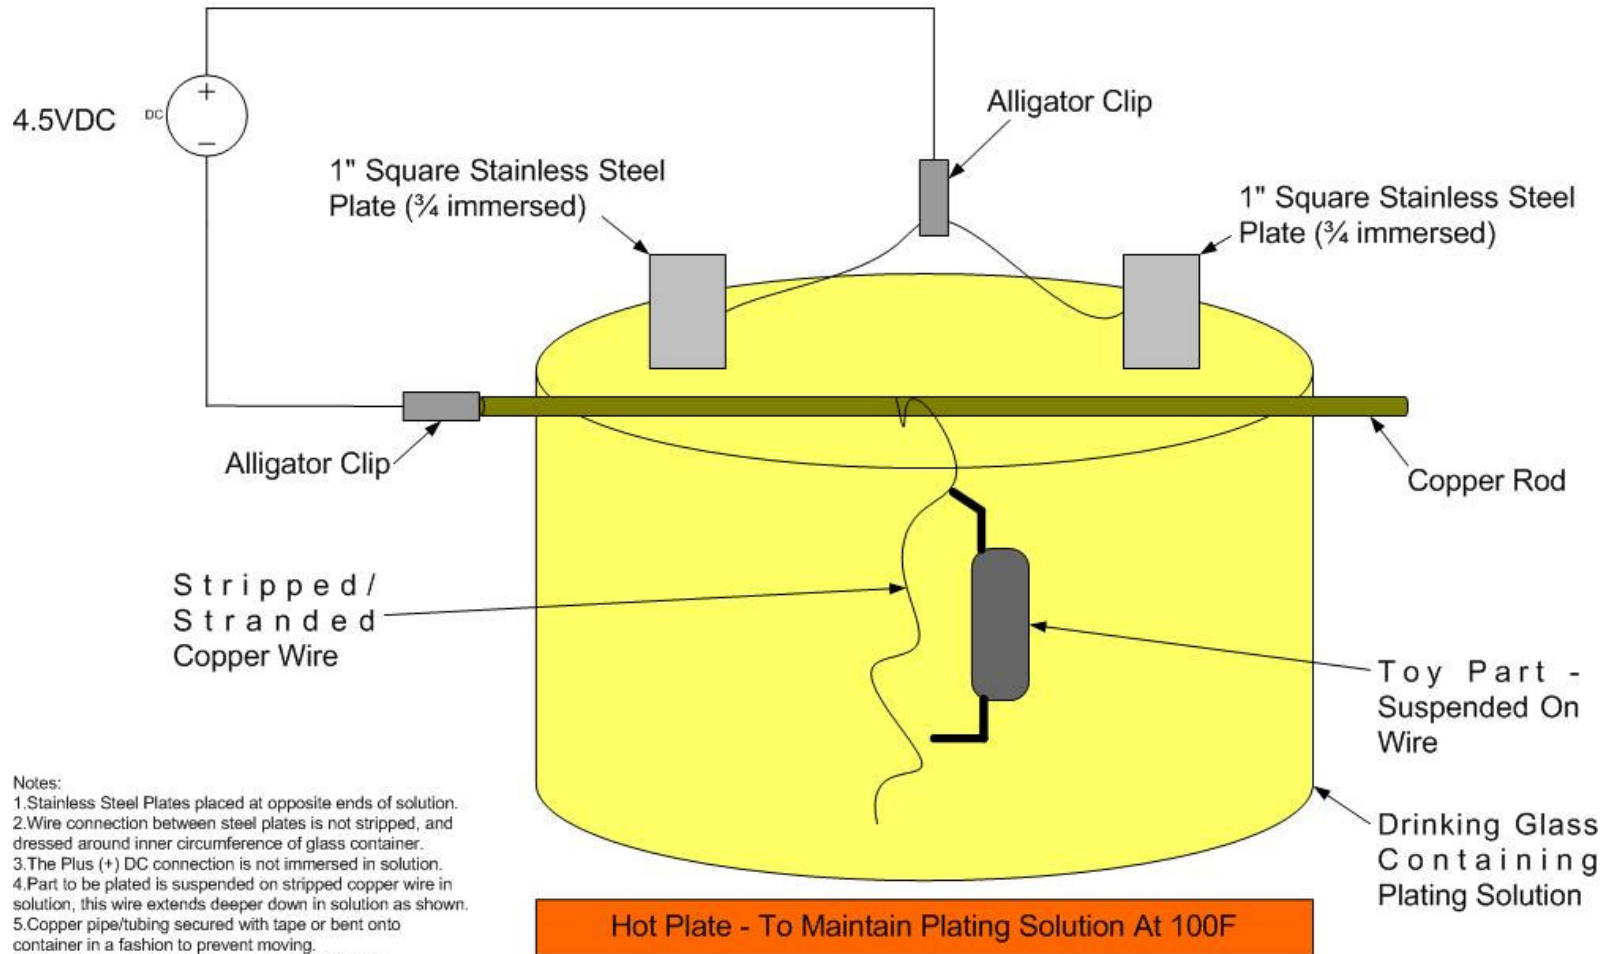 4.5VDC
DC
+
−
Alligator Clip
1" Square Stainless Steel
Plate (¾ immersed)
1" Square Stainless Steel
Plate (¾ immersed)
Alligator Clip
Copper Rod
Stripped/
Stranded
Copper Wire
Toy Part -
Suspended On
Wire
Drinking Glass
Containing
Plating Solution
Notes:
1.Stainless Steel Plates placed at opposite ends of solution.
2.Wire connection between steel plates is not stripped, and
dressed around inner circumference of glass container.
3.The Plus (+) DC connection is not immersed in solution.
4.Part to be plated is suspended on stripped copper wire in
solution, this wire extends deeper down in solution as shown.
5.Copper pipe/tubing secured with tape or bent onto
container in a fashion to prevent moving.
Hot Plate - To Maintain Plating Solution At 100F